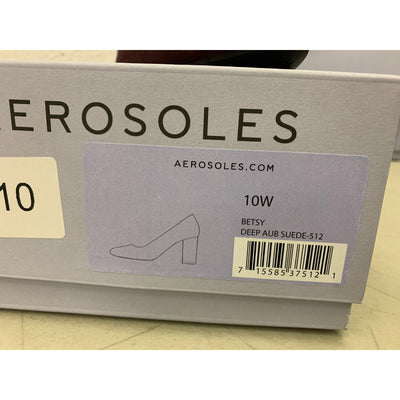 AEROSOLES
10
AEROSOLES.COM
10W
BETSY
DEEP AUB SUEDE-512
7 15585 37512 1